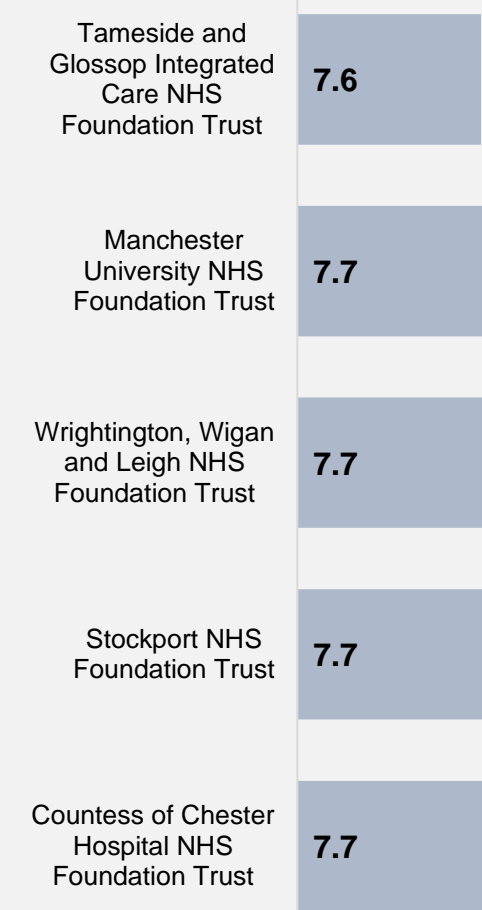 Tameside and
Glossop Integrated
Care NHS
Foundation Trust
7.6
Manchester
University NHS
Foundation Trust
7.7
Wrightington, Wigan
and Leigh NHS
Foundation Trust
7.7
Stockport NHS
Foundation Trust
7.7
Countess of Chester
Hospital NHS
Foundation Trust
7.7